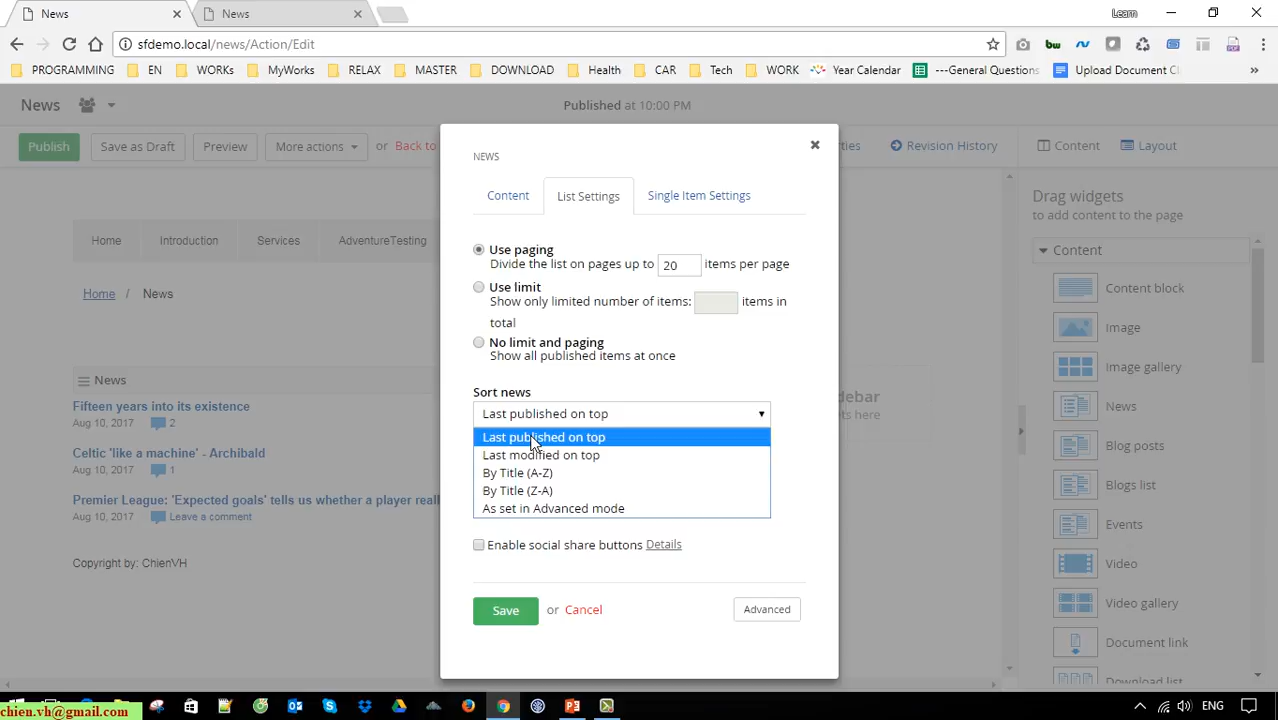 News
News
Learn
sfdemo.local/news/Action/Edit
PROGRAMMING
EN
WORKs
MyWorks
RELAX
MASTER
DOWNLOAD
Health
CAR
Tech
WORK
Year Calendar
---General Questions
Upload Document Cl
News
Published at 10:00 PM
Publish
Save as Draft
Preview
More actions
or Back to
Revision History
Content
Layout
NEWS
Content
List Settings
Single Item Settings
Use paging
Divide the list on pages up to 20 items per page
Use limit
Show only limited number of items: items in
total
No limit and paging
Show all published items at once
Sort news
Last published on top
Last published on top
Last modified on top
By Title (A-Z)
By Title (Z-A)
As set in Advanced mode
Enable social share buttons Details
Save or Cancel
Advanced
Home
Introduction
Services
AdventureTesting
Home / News
News
Fifteen years into its existence
Aug 10, 2017 2
Celtic 'like a machine' - Archibald
Aug 10, 2017 1
Premier League: 'Expected goals' tells us whether a player reall
Aug 10, 2017 Leave a comment
Copyright by: ChienVH
Drag widgets
to add content to the page
Content
Content block
Image
Image gallery
News
Blog posts
Blogs list
Events
Video
Video gallery
Document link
Download list
ENG
chien.vh@gmail.com